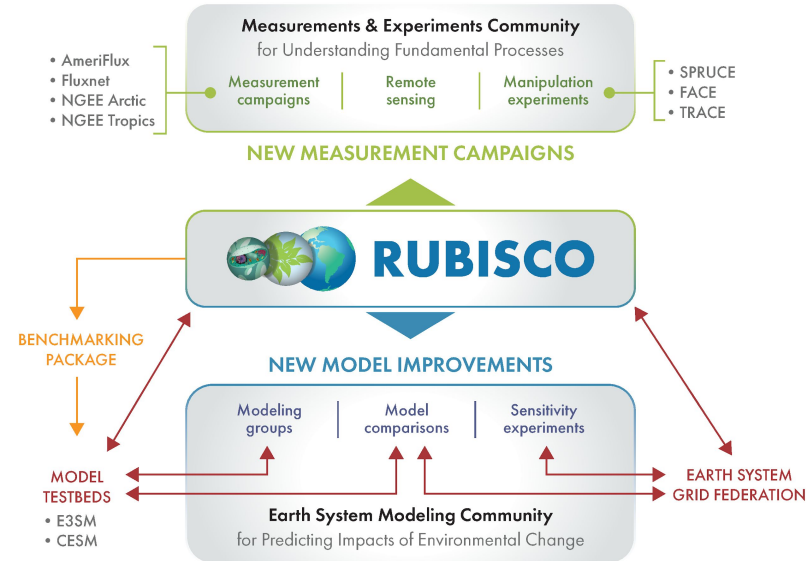 Measurements & Experiments Community
for Understanding Fundamental Processes
• AmeriFlux
• Fluxnet
• NGEE Arctic
• NGEE Tropics
Measurement
campaigns
Remote
sensing
Manipulation
experiments
• SPRUCE
• FACE
• TRACE
NEW MEASUREMENT CAMPAIGNS
RUBISCO
BENCHMARKING
PACKAGE
NEW MODEL IMPROVEMENTS
Modeling
groups
Model
comparisons
Sensitivity
experiments
MODEL
TESTBEDS
• E3SM
• CESM
EARTH SYSTEM
GRID FEDERATION
Earth System Modeling Community
for Predicting Impacts of Environmental Change